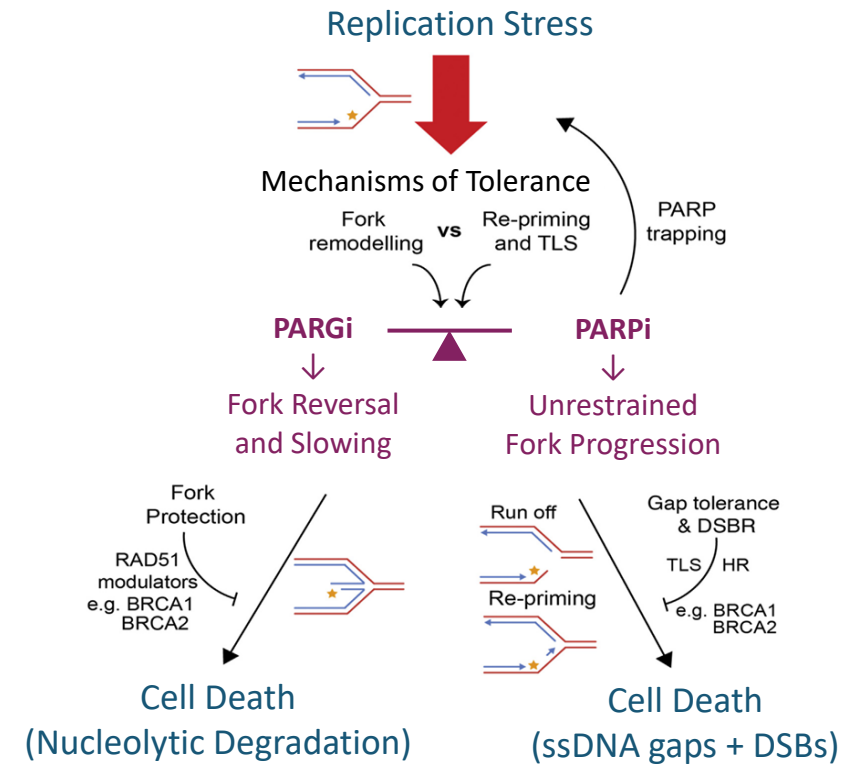 Replication Stress
Mechanisms of Tolerance
Fork
remodelling
vs
Re-priming
and TLS
PARP
trapping
PARGi
PARPi
Fork Reversal
and Slowing
Unrestrained
Fork Progression
Fork
Protection
RAD51
modulators
e.g. BRCA1
BRCA2
Run off
Re-priming
Gap tolerance
& DSBR
TLS
HR
e.g. BRCA1
BRCA2
Cell Death
(Nucleolytic Degradation)
Cell Death
(ssDNA gaps + DSBs)